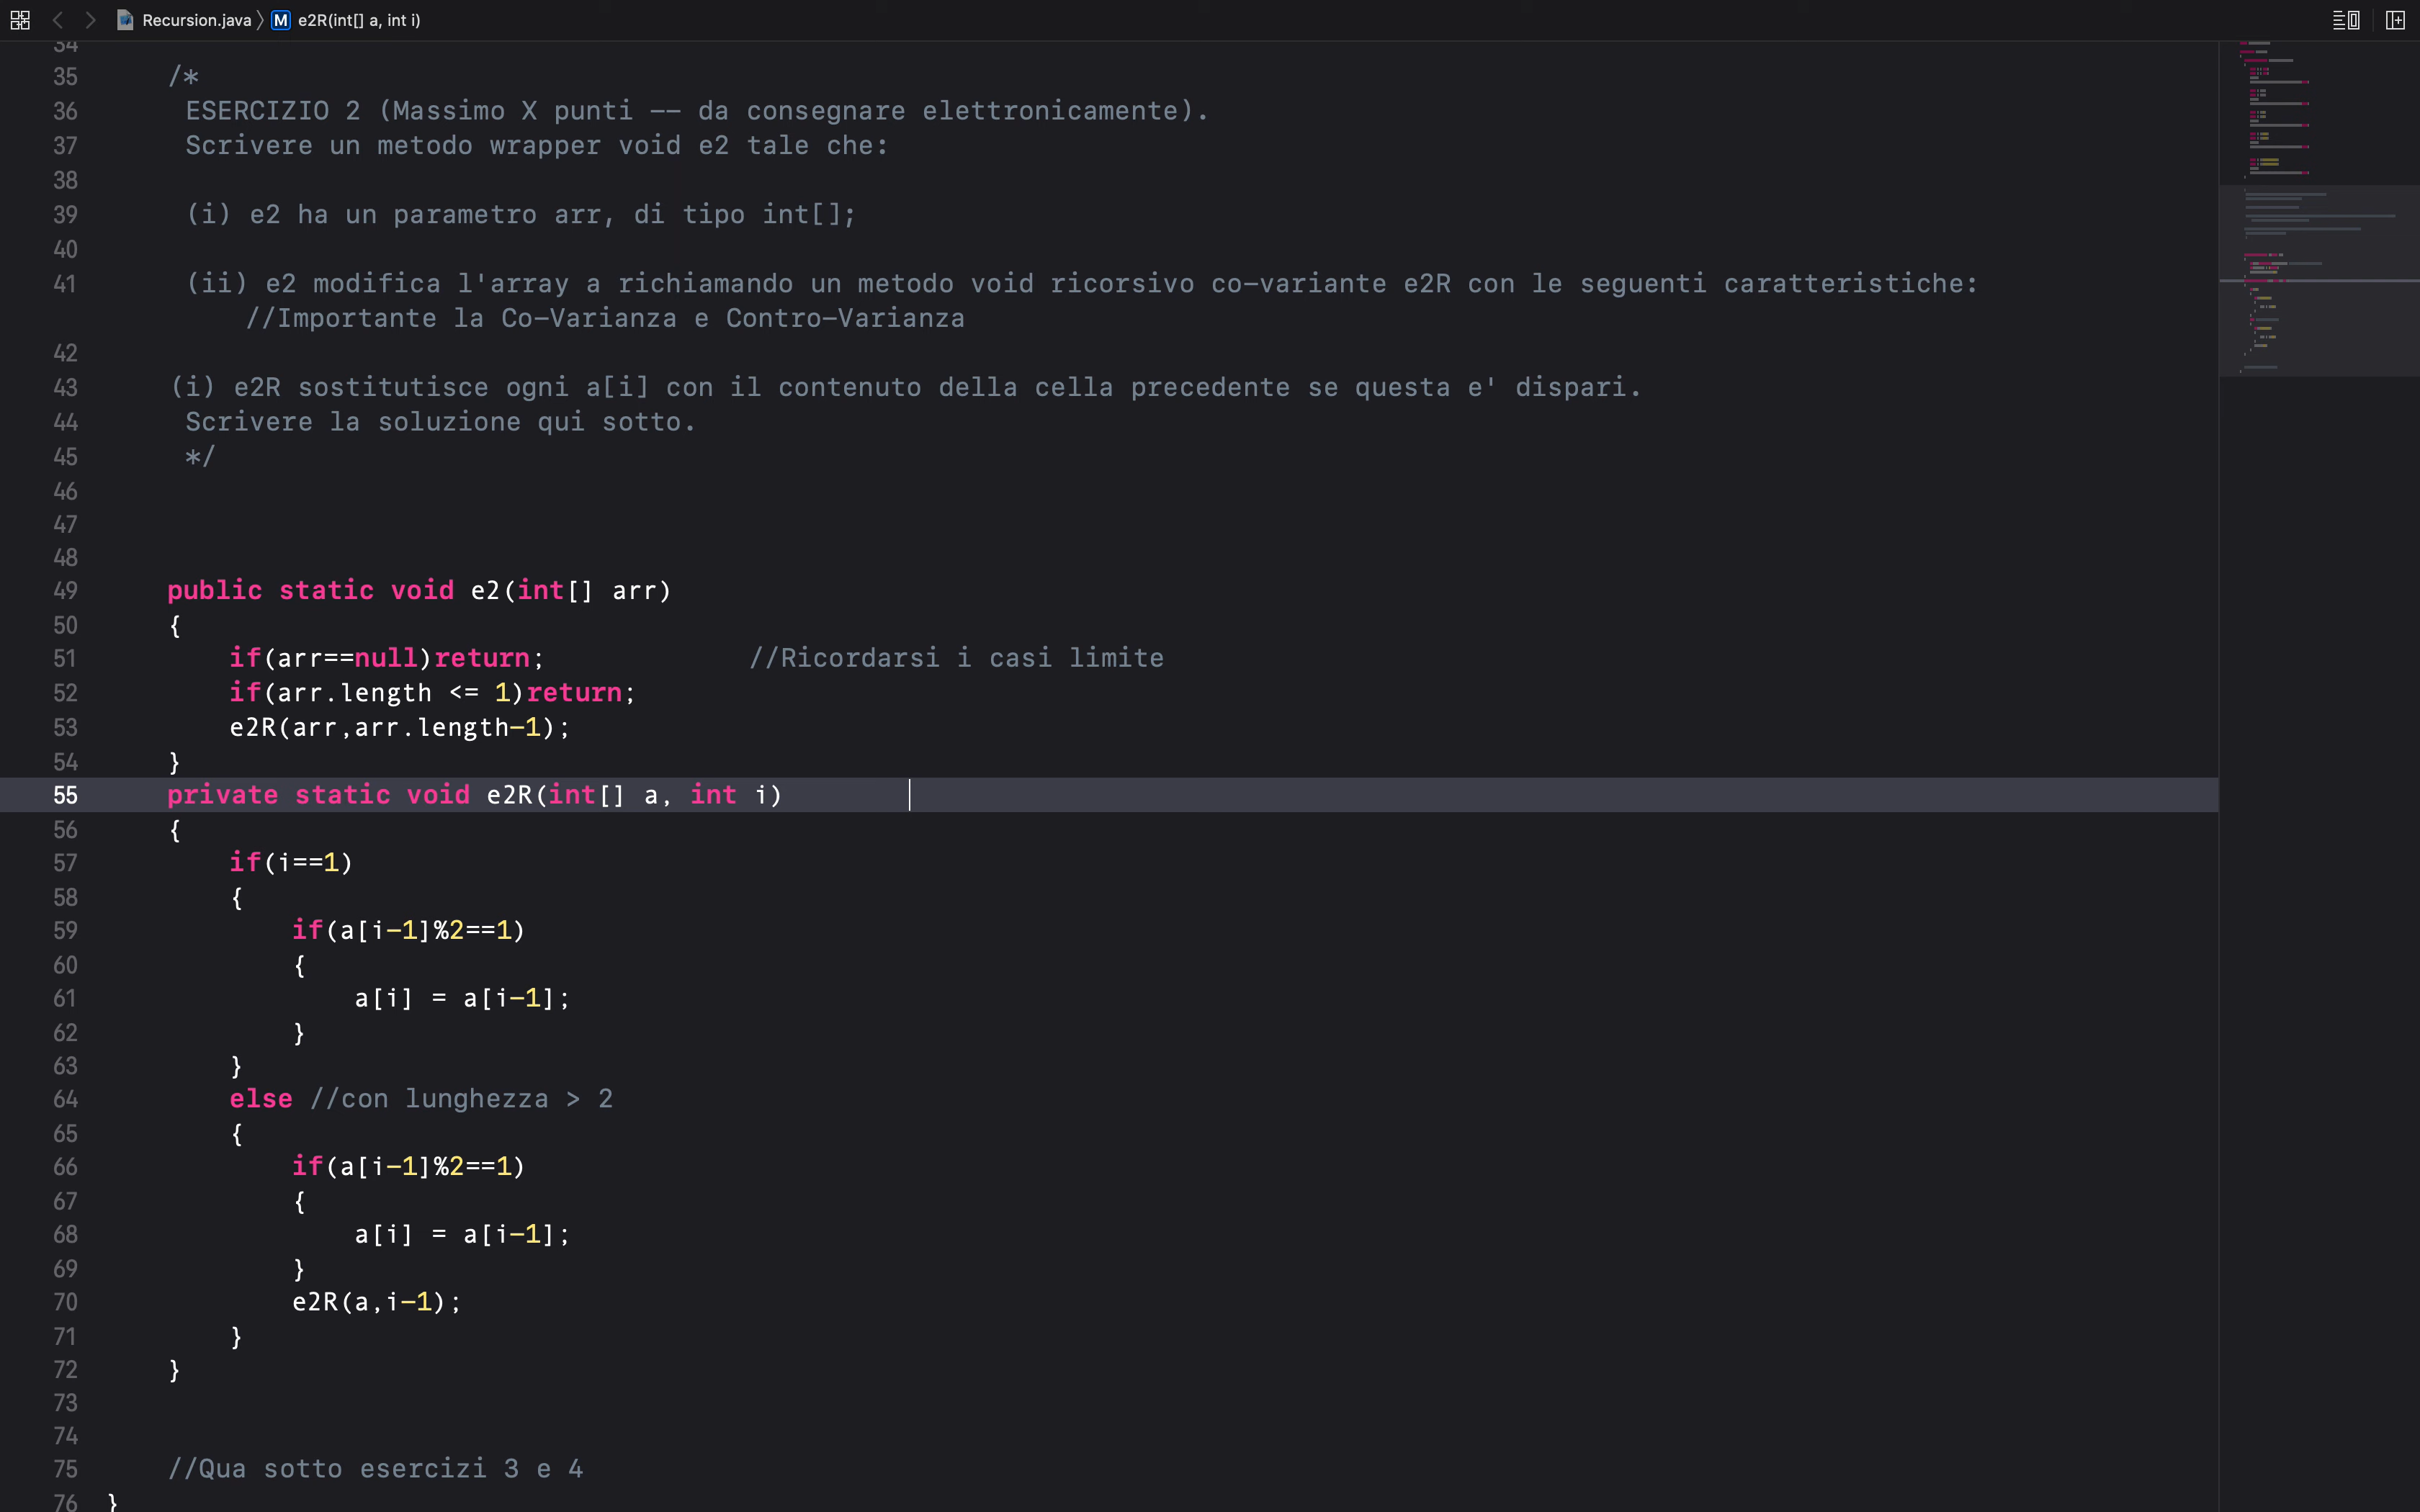 Recursion.java 〉 M e2R(int[] a, int i)
34
35 /*
36 ESERCIZIO 2 (Massimo X punti -- da consegnare elettronicamente).
37 Scrivere un metodo wrapper void e2 tale che:
38
39 (i) e2 ha un parametro arr, di tipo int[];
40
41 (ii) e2 modifica l'array a richiamando un metodo void ricorsivo co-variante e2R con le seguenti caratteristiche:
//Importante la Co-Varianza e Contro-Varianza
42
43 (i) e2R sostitutisce ogni a[i] con il contenuto della cella precedente se questa e' dispari.
44 Scrivere la soluzione qui sotto.
45 */
46
47
48
49 public static void e2(int[] arr)
50 {
51 if(arr==null)return; //Ricordarsi i casi limite
52 if(arr.length <= 1)return;
53 e2R(arr,arr.length-1);
54 }
55 private static void e2R(int[] a, int i)
56 {
57 if(i==1)
58 {
59 if(a[i-1]%2==1)
60 {
61 a[i] = a[i-1];
62 }
63 }
64 else //con lunghezza > 2
65 {
66 if(a[i-1]%2==1)
67 {
68 a[i] = a[i-1];
69 }
70 e2R(a,i-1);
71 }
72 }
73
74
75 //Qua sotto esercizi 3 e 4
76 }